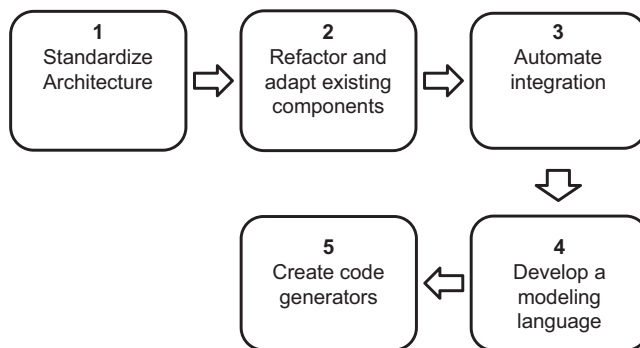 1
Standardize
Architecture
2
Refactor and
adapt existing
components
3
Automate
integration
4
Develop a
modeling
language
5
Create code
generators